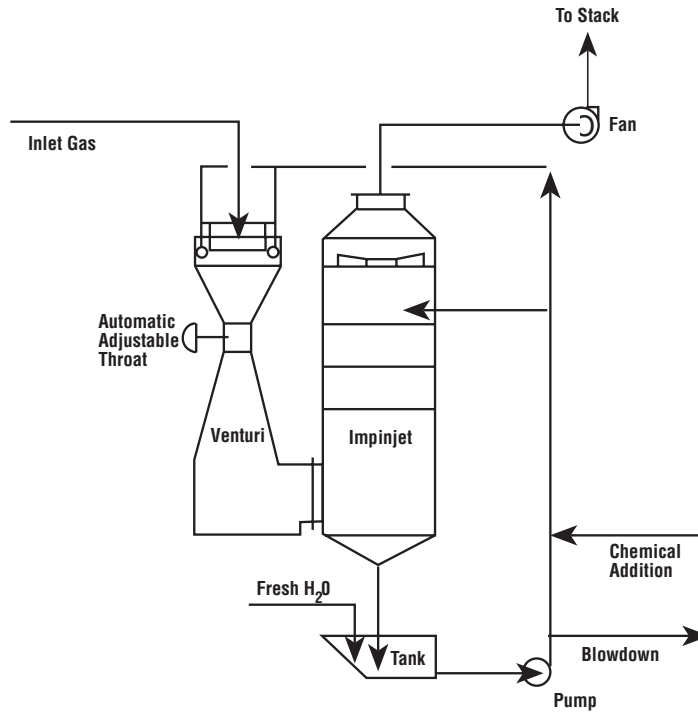 To Stack
Fan
Inlet Gas
Automatic
Adjustable
Throat
Venturi
Impinjet
Chemical
Addition
Fresh H₂O
Tank
Blowdown
Pump